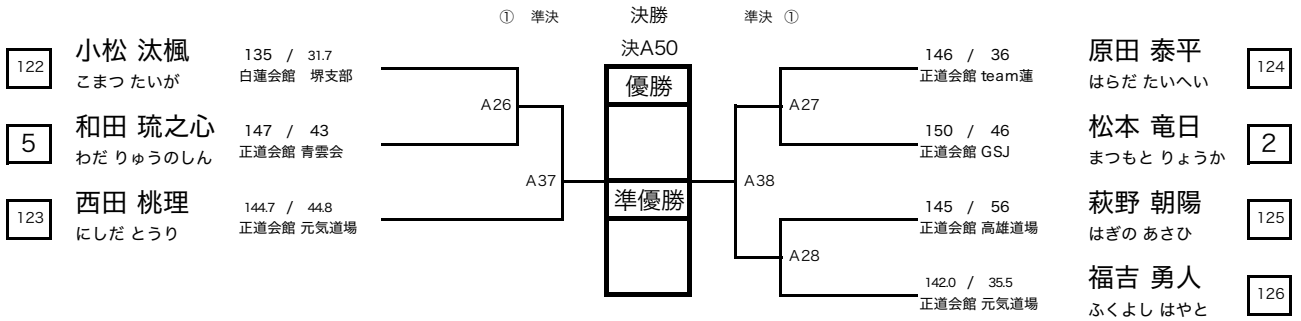 ① 準決 決勝 準決 ①
決A50
優勝
準優勝
122 小松 汰楓 135 / 31.7
こまつ たいが 白蓮会館 堺支部
A26
5 和田 琉之心 147 / 43
わだ りゅうのしん 正道会館 青雲会
A37
123 西田 桃理 144.7 / 44.8
にしだ とうり 正道会館 元気道場
146 / 36 原田 泰平 124
正道会館 team蓮 はらだ たいへい
A27
150 / 46 松本 竜日 2
正道会館 GSJ まつもと りょうか
A38
145 / 56 萩野 朝陽 125
正道会館 高雄道場 はぎの あさひ
A28
142.0 / 35.5 福吉 勇人 126
正道会館 元気道場 ふくよし はやと